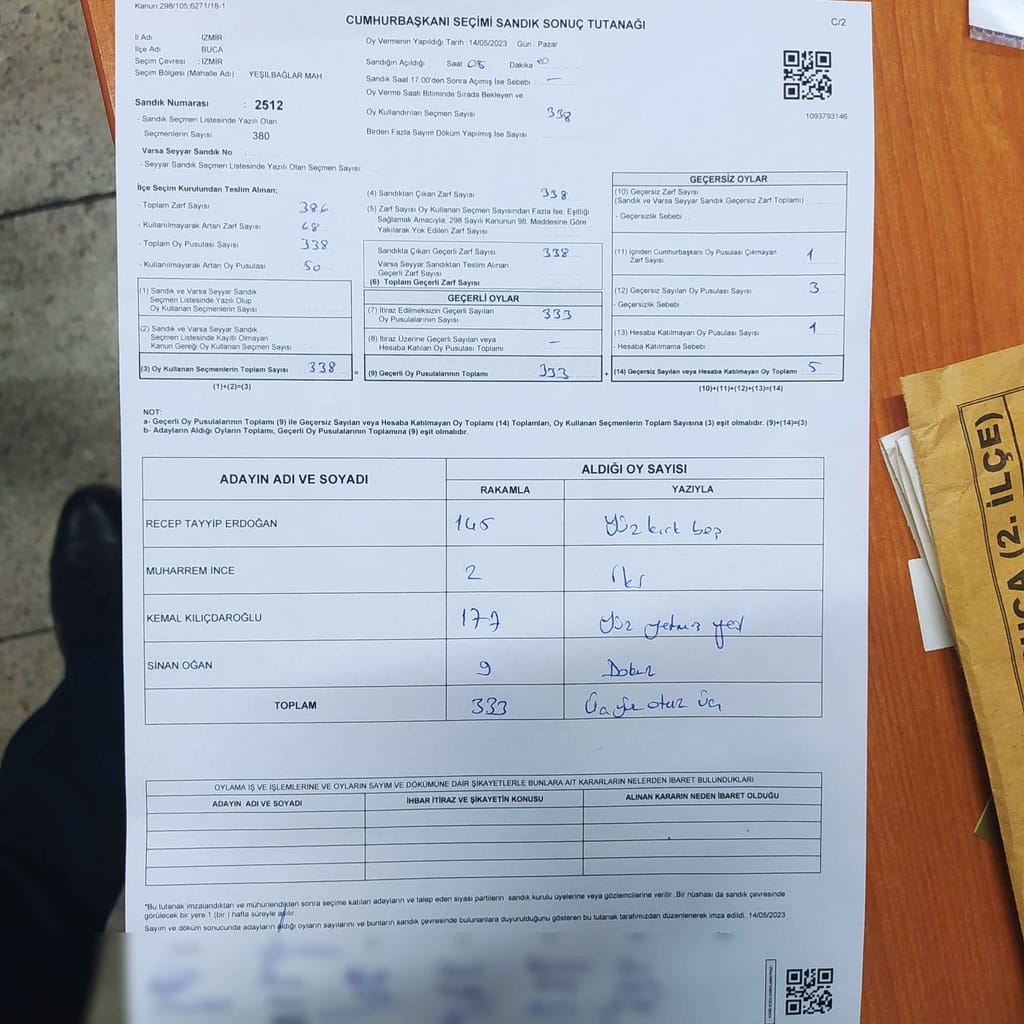 Kanun:298/105:6271/18-1
CUMHURBAŞKANI SEÇİMİ SANDIK SONUÇ TUTANAĞI
C/2
İl Adı : İZMİR
İlçe Adı : BUCA
Seçim Çevresi : İZMİR
Seçim Bölgesi (Mahalle Adı) YEŞİLBAĞLAR MAH.
Oy Vermenin Yapıldığı Tarih :14/05/2023 Gün : Pazar
Sandığın Açıldığı Saat 08 Dakika
Sandık Saat 17:00'den Sonra Açımış İse Sebebi : —
Oy Verme Saati Bitiminde Sırada Bekleyen ve
Oy Kullandırılan Seçmen Sayısı 338
Birden Fazla Sayım Döküm Yapılmış İse Sayısı
1093793146
Sandık Numarası : 2512
- Sandık Seçmen Listesinde Yazılı Olan
Seçmenlerin Sayısı : 380
Varsa Seyyar Sandık No :
- Seyyar Sandık Seçmen Listesinde Yazılı Olan Seçmen Sayısı:
İlçe Seçim Kurulundan Teslim Alınan;
- Toplam Zarf Sayısı : 386
- Kullanılmayarak Artan Zarf Sayısı : 48
- Toplam Oy Pusulası Sayısı : 338
- Kullanılmayarak Artan Oy Pusulası : 50
(1) Sandık ve Varsa Seyyar Sandık
Seçmen Listesinde Yazılı Olup
Oy Kullanan Seçmenlerin Sayısı :
(2) Sandık ve Varsa Seyyar Sandık
Seçmen Listesinde Kayıtlı Olmayan
Kanun Gereği Oy Kullanan Seçmen Sayısı :
(3) Oy Kullanan Seçmenlerin Toplam Sayısı : 338
(1)+(2)=(3)
(4) Sandıktan Çıkan Zarf Sayısı 338
(5) Zarf Sayısı Oy Kullanan Seçmen Sayısından Fazla İse, Eşitliği
Sağlamak Amacıyla; 298 Sayılı Kanunun 98. Maddesine Göre
Yakılarak Yok Edilen Zarf Sayısı
Sandıkta Çıkan Geçerli Zarf Sayısı 338
Varsa Seyyar Sandıktan Teslim Alınan
Geçerli Zarf Sayısı
(6) Toplam Geçerli Zarf Sayısı
GEÇERLİ OYLAR
(7) İtiraz Edilmeksizin Geçerli Sayılan
Oy Pusulalarının Sayısı 333
(8) İtiraz Üzerine Geçerli Sayılan veya
Hesaba Katılan Oy Pusulası Toplamı —
= (9) Geçerli Oy Pusulalarının Toplamı 333 +
GEÇERSİZ OYLAR
(10) Geçersiz Zarf Sayısı
(Sandık ve Varsa Seyyar Sandık Geçersiz Zarf Toplamı)
- Geçersizlik Sebebi :
(11) İçinden Cumhurbaşkanı Oy Pusulası Çıkmayan
Zarf Sayısı 1
(12) Geçersiz Sayılan Oy Pusulası Sayısı 3
- Geçersizlik Sebebi :
(13) Hesaba Katılmayan Oy Pusulası Sayısı 1
- Hesaba Katılmama Sebebi :
(14) Geçersiz Sayılan veya Hesaba Katılmayan Oy Toplamı 5
(10)+(11)+(12)+(13)=(14)
NOT:
a- Geçerli Oy Pusulalarının Toplamı (9) ile Geçersiz Sayılan veya Hesaba Katılmayan Oy Toplamı (14) Toplamları, Oy Kullanan Seçmenlerin Toplam Sayısına (3) eşit olmalıdır. (9)+(14)=(3)
b- Adayların Aldığı Oyların Toplamı, Geçerli Oy Pusulalarının Toplamına (9) eşit olmalıdır.
ADAYIN ADI VE SOYADI ALDIĞI OY SAYISI
RAKAMLA YAZIYLA
RECEP TAYYİP ERDOĞAN 145 Yüz kırk beş
MUHARREM İNCE 2 İki
KEMAL KILIÇDAROĞLU 177 Yüz yetmiş yedi
SİNAN OĞAN 9 Dokuz
TOPLAM 333 Üç yüz otuz üç
OYLAMA İŞ VE İŞLEMLERİNE VE OYLARIN SAYIM VE DÖKÜMÜNE DAİR ŞİKAYETLERLE BUNLARA AİT KARARLARIN NELERDEN İBARET BULUNDUKLARI
ADAYIN ADI VE SOYADI İHBAR İTİRAZ VE ŞİKAYETİN KONUSU ALINAN KARARIN NEDEN İBARET OLDUĞU
*Bu tutanak imzalandıktan ve mühürlendikten sonra seçime katılan adayların ve talep eden siyasi partilerin sandık kurulu üyelerine veya gözlemcilerine verilir .Bir nüshası da sandık çevresinde
görülecek bir yere 1 (bir ) hafta süreyle asılır.
Sayım ve döküm sonucunda adayların aldığı oyların sayılarını ve bunların sandık çevresinde bulunanlara duyurulduğunu gösteren bu tutanak tarafımızdan düzenlenerek imza edildi. 14/05/2023
BUCA (2. İLÇE)